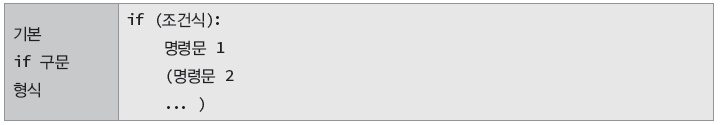 기본
if 구문
형식
if (조건식):
    명령문 1
    (명령문 2
    ... )